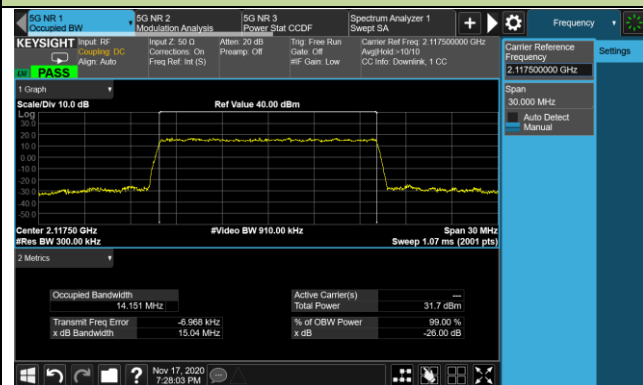 5G NR 1
Occupied BW
5G NR 2
Modulation Analysis
5G NR 3
Power Stat CCDF
Spectrum Analyzer 1
Swept SA
Frequency
KEYSIGHT
Input: RF
Coupling: DC
Align: Auto
Input Z: 50 Ω
Corrections: On
Freq Ref: Int (S)
Atten: 20 dB
Preamp: Off
Trig: Free Run
Gate: Off
#IF Gain: Low
Carrier Ref Freq: 2.117500000 GHz
Avg|Hold:>10/10
CC Info: Downlink, 1 CC
PASS
Carrier Reference
Frequency
2.117500000 GHz
Settings
Span
30.000 MHz
Auto Detect
Manual
1 Graph
Scale/Div 10.0 dB
Ref Value 40.00 dBm
Log
30.0
20.0
10.0
0.00
-10.0
-20.0
-30.0
-40.0
-50.0
Center 2.11750 GHz
#Video BW 910.00 kHz
Span 30 MHz
#Res BW 300.00 kHz
Sweep 1.07 ms (2001 pts)
2 Metrics
Occupied Bandwidth
14.151 MHz
Active Carrier(s)
---
Total Power
31.7 dBm
Transmit Freq Error
-6.968 kHz
% of OBW Power
99.00 %
x dB Bandwidth
15.04 MHz
x dB
-26.00 dB
Nov 17, 2020
7:28:03 PM